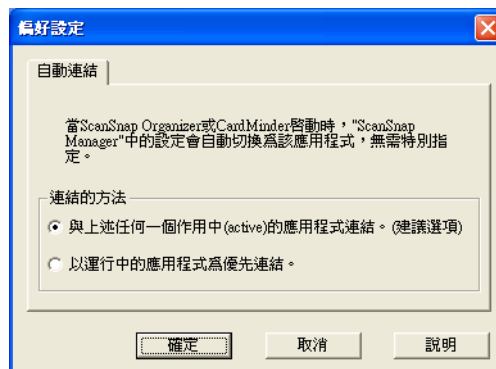 偏好設定
自動連結
當ScanSnap Organizer或CardMinder啓動時，"ScanSnap
Manager"中的設定會自動切換爲該應用程式，無需特別指
定。
連結的方法
與上述任何一個作用中(active)的應用程式連結。(建議選項)
以運行中的應用程式爲優先連結。
確定 取消 說明